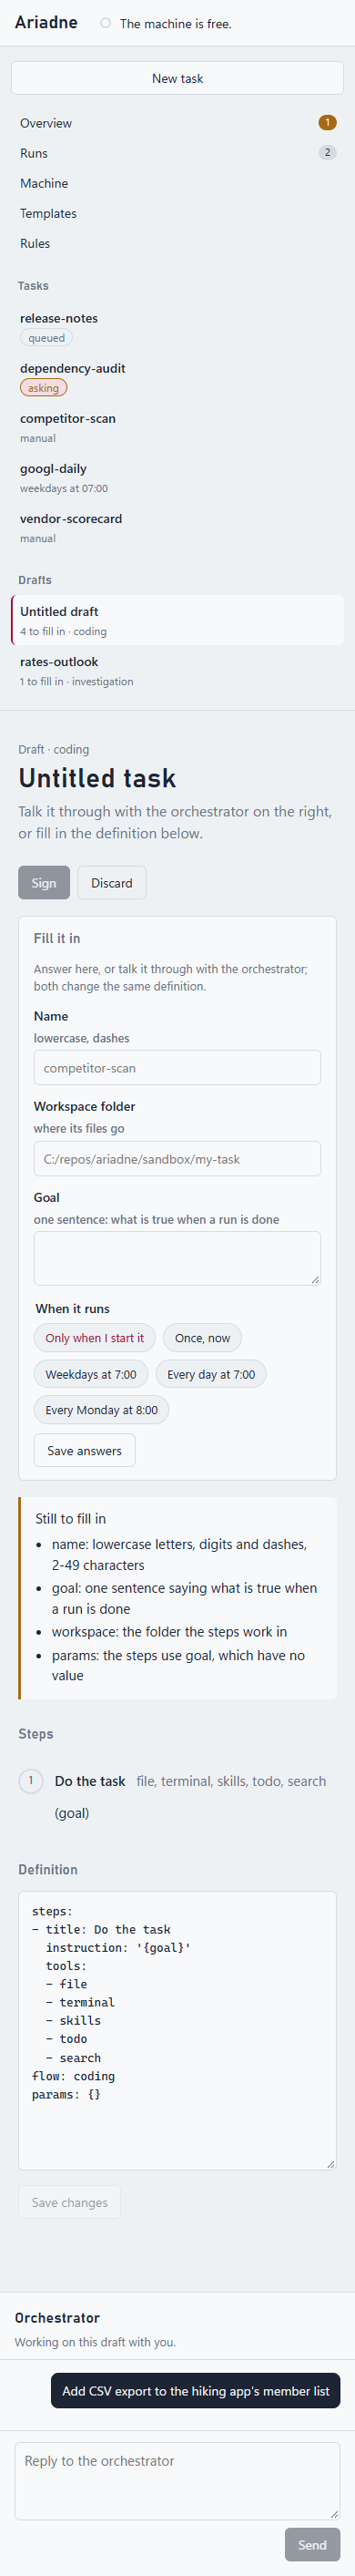 Ariadne
The machine is free.
New task
Overview 1
Runs 2
Machine
Templates
Rules
Tasks
release-notes
queued
dependency-audit
asking
competitor-scan
manual
googl-daily
weekdays at 07:00
vendor-scorecard
manual
Drafts
Untitled draft
4 to fill in · coding
rates-outlook
1 to fill in · investigation
Draft · coding
Untitled task
Talk it through with the orchestrator on the right,
or fill in the definition below.
Sign Discard
Fill it in
Answer here, or talk it through with the orchestrator;
both change the same definition.
Name
lowercase, dashes
competitor-scan
Workspace folder
where its files go
C:/repos/ariadne/sandbox/my-task
Goal
one sentence: what is true when a run is done
When it runs
Only when I start it Once, now
Weekdays at 7:00 Every day at 7:00
Every Monday at 8:00
Save answers
Still to fill in
• name: lowercase letters, digits and dashes,
2-49 characters
• goal: one sentence saying what is true when
a run is done
• workspace: the folder the steps work in
• params: the steps use goal, which have no
value
Steps
1 Do the task file, terminal, skills, todo, search
(goal)
Definition
steps:
- title: Do the task
  instruction: '{goal}'
  tools:
  - file
  - terminal
  - skills
  - todo
  - search
flow: coding
params: {}
Save changes
Orchestrator
Working on this draft with you.
Add CSV export to the hiking app's member list
Reply to the orchestrator
Send